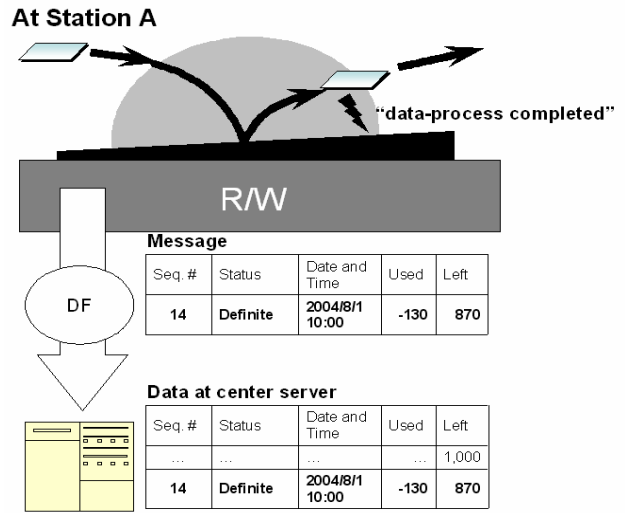 At Station A
"data-process completed"
R/W
Message
Seq. # Status Date and Time Used Left
14 Definite 2004/8/1 10:00 -130 870
DF
Data at center server
Seq. # Status Date and Time Used Left
... ... ... ... 1,000
14 Definite 2004/8/1 10:00 -130 870